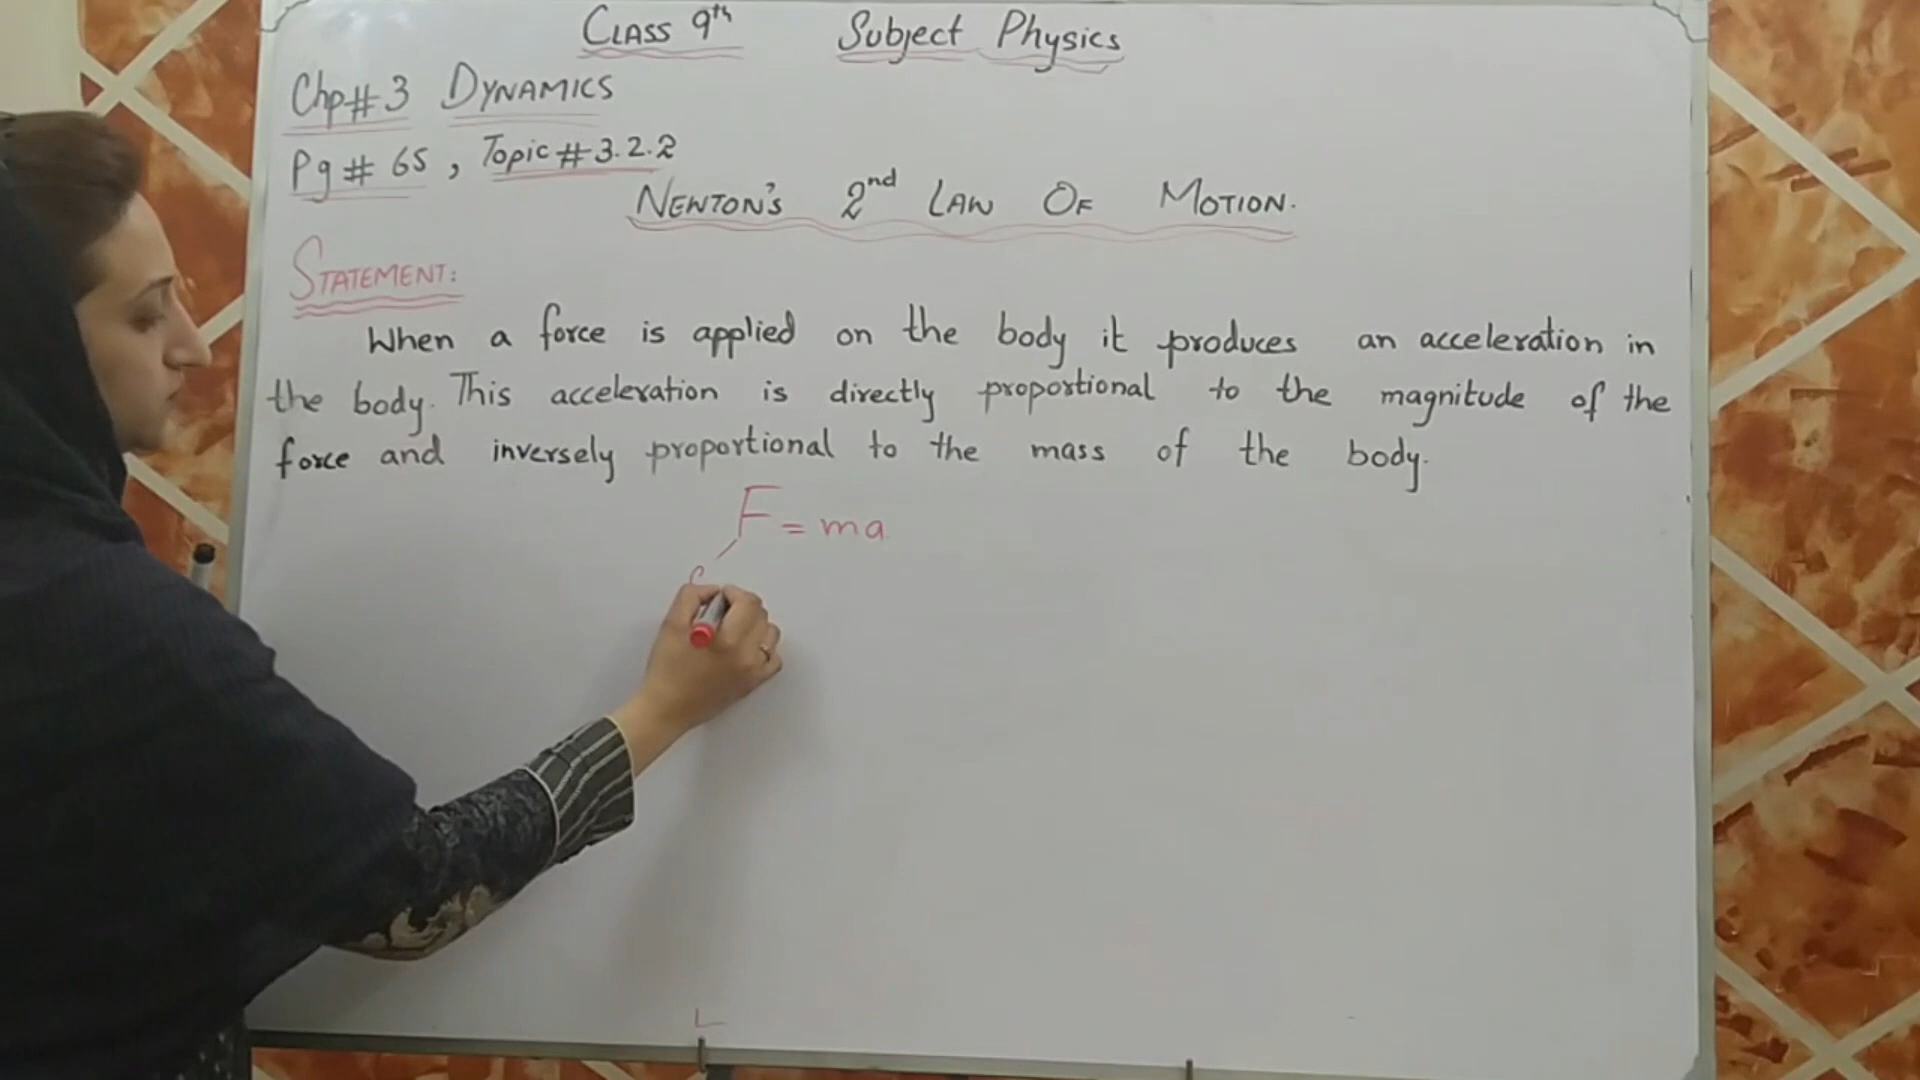 CLASS 9th Subject Physics
Chp# 3 DYNAMICS
Pg # 65 , Topic # 3.2.2
NEWTON'S 2nd LAW OF MOTION.
STATEMENT:
When a force is applied on the body it produces an acceleration in
the body. This acceleration is directly proportional to the magnitude of the
force and inversely proportional to the mass of the body.
F = ma